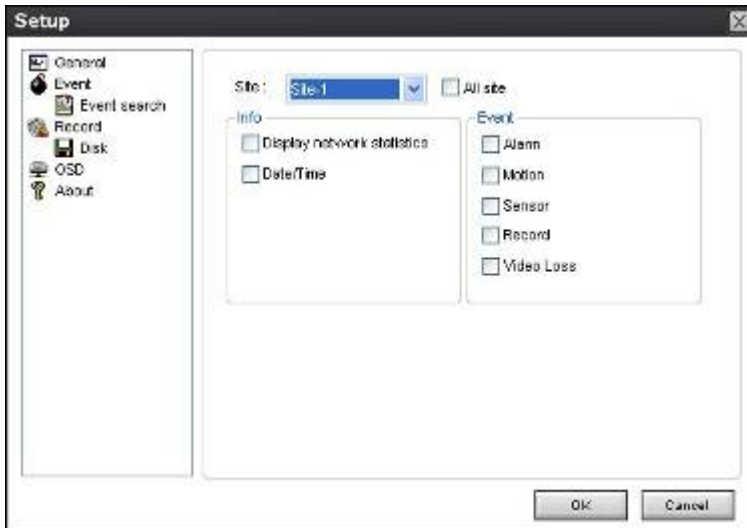 Setup
General
Event
Event search
Record
Disk
OSD
About
Site :
Site-1
All site
Info
Display network statistics
Date/Time
Event
Alarm
Motion
Sensor
Record
Video Loss
OK
Cancel